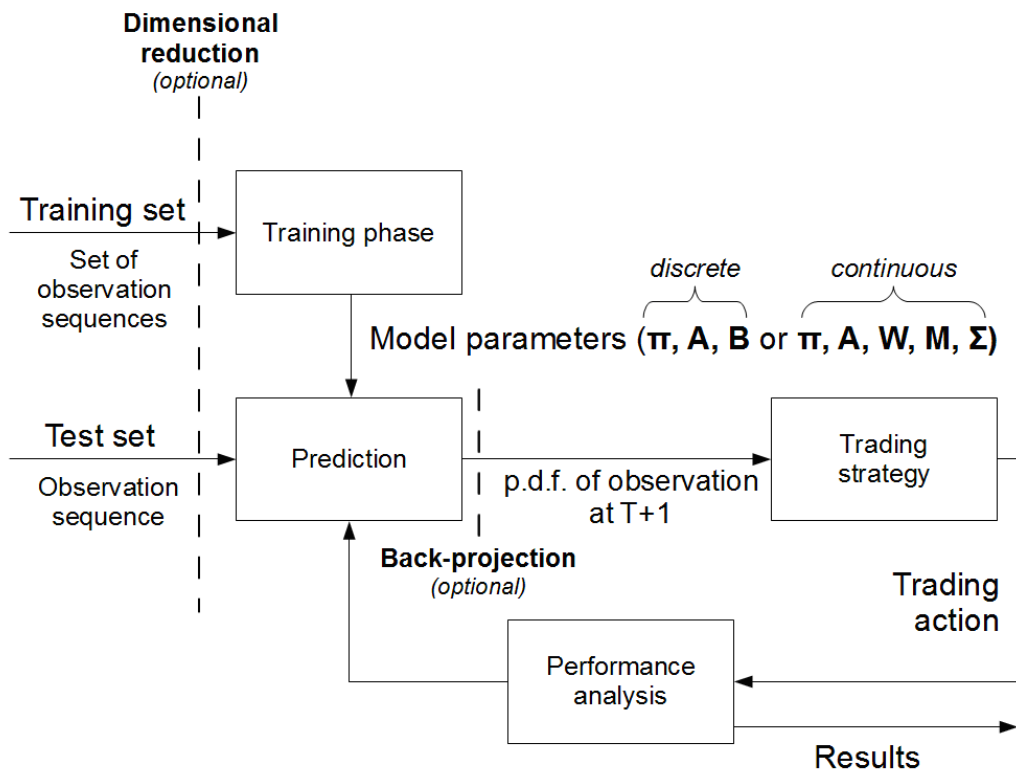 Dimensional
reduction
(optional)
Training set
Set of
observation
sequences
Training phase
discrete
continuous
Model parameters (π, A, B or π, A, W, M, Σ)
Test set
Observation
sequence
Prediction
p.d.f. of observation
at T+1
Trading
strategy
Back-projection
(optional)
Trading
action
Performance
analysis
Results